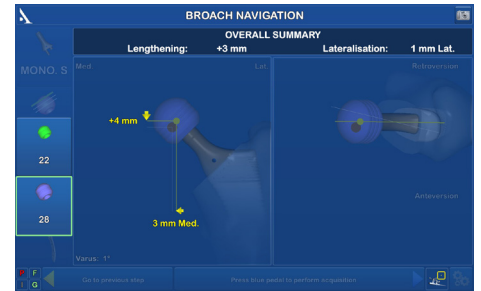 BROACH NAVIGATION
OVERALL SUMMARY
Lengthening: +3 mm Lateralisation: 1 mm Lat.
MONO. S
Med. Lat.
Retroversion
+4 mm
22
28
3 mm Med.
Anteversion
Varus: 1°
F
I G
Go to previous step
Press blue pedal to perform acquisition